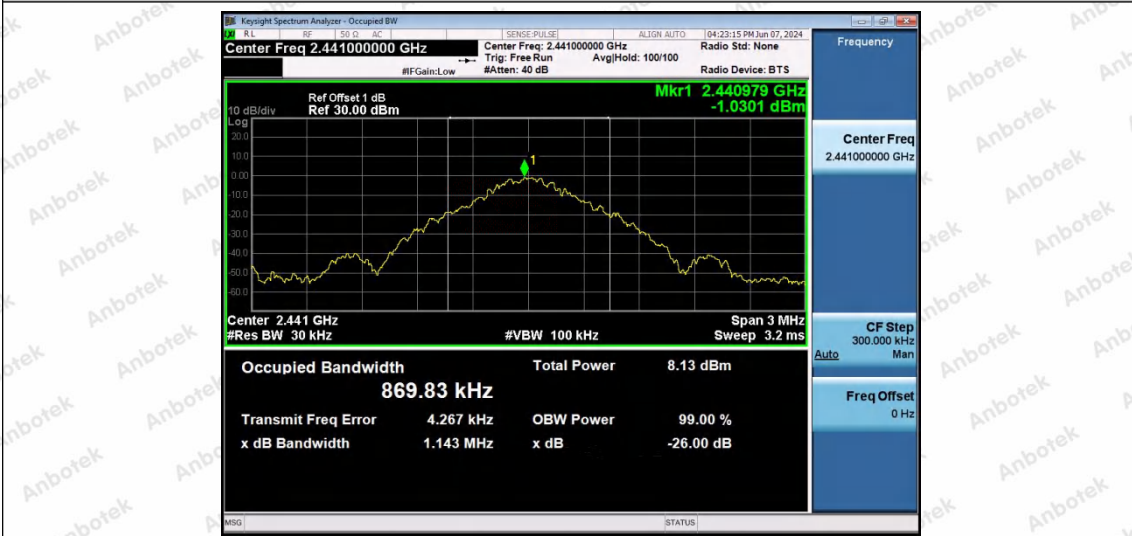 Keysight Spectrum Analyzer - Occupied BW
RL RF 50 Ω AC SENSE:PULSE ALIGN AUTO 04:23:15 PM Jun 07, 2024
Center Freq 2.441000000 GHz
Center Freq: 2.441000000 GHz
Radio Std: None
Trig: Free Run Avg|Hold: 100/100
#IFGain:Low #Atten: 40 dB Radio Device: BTS
Frequency
Mkr1 2.440979 GHz
-1.0301 dBm
Ref Offset 1 dB
10 dB/div Ref 30.00 dBm
Log
20.0
10.0
0.00
-10.0
-20.0
-30.0
-40.0
-50.0
-60.0
1
Center Freq
2.441000000 GHz
Center 2.441 GHz Span 3 MHz
#Res BW 30 kHz #VBW 100 kHz Sweep 3.2 ms
CF Step
300.000 kHz
Auto Man
Occupied Bandwidth Total Power 8.13 dBm
869.83 kHz
Transmit Freq Error 4.267 kHz OBW Power 99.00 %
x dB Bandwidth 1.143 MHz x dB -26.00 dB
Freq Offset
0 Hz
MSG STATUS
Anbotek